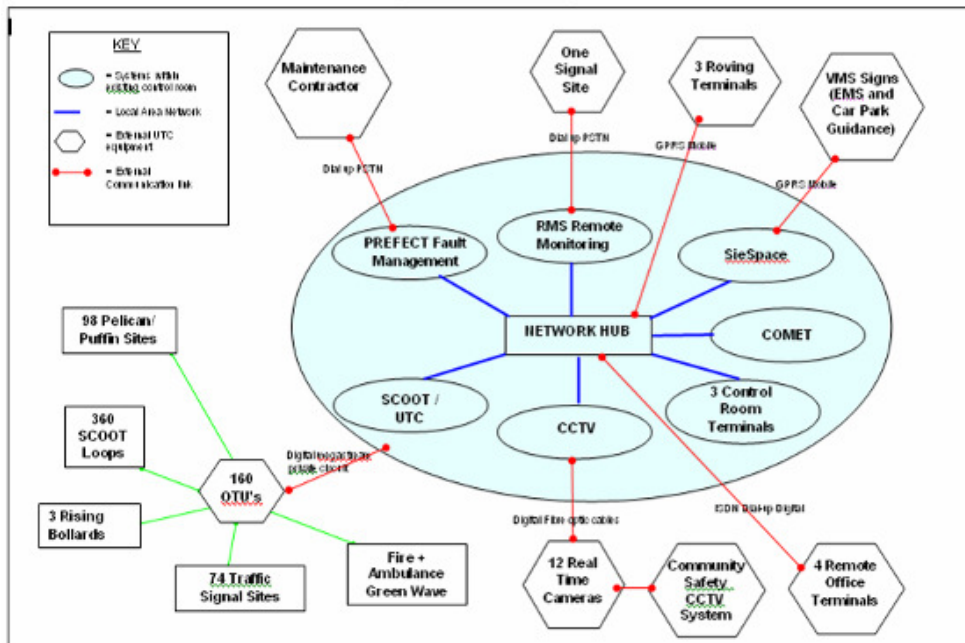 KEY
= Systems within
existing control room
= Local Area Network
= External UTC
equipment
= External
Communication link
Maintenance
Contractor
One
Signal
Site
3 Roving
Terminals
VMS Signs
(EMS and
Car Park
Guidance)
Dial up PSTN
Dial up PSTN
GPRS Mobile
GPRS Mobile
PREFECT Fault
Management
RMS Remote
Monitoring
SieSpace
NETWORK HUB
COMET
SCOOT /
UTC
CCTV
3 Control
Room
Terminals
98 Pelican/
Puffin Sites
360
SCOOT
Loops
3 Rising
Bollards
160
OTU's
74 Traffic
Signal Sites
Fire +
Ambulance
Green Wave
Digital megastream
private circuit
Digital Fibre optic cables
ISDN Dial-up Digital
12 Real
Time
Cameras
Community
Safety
CCTV
System
4 Remote
Office
Terminals